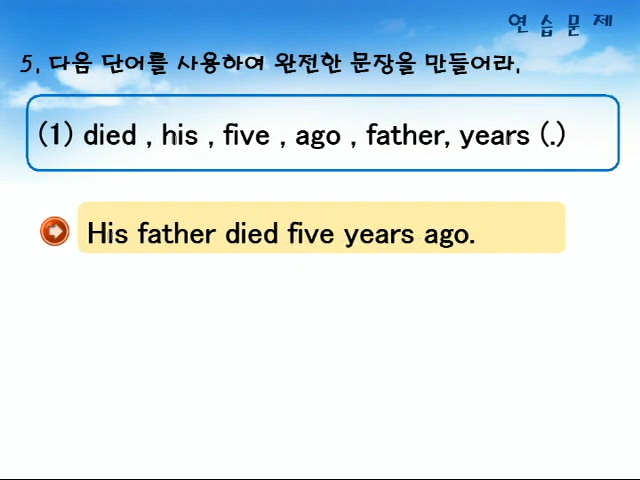 연 습 문 제
5. 다음 단어를 사용하여 완전한 문장을 만들어라.
(1) died , his , five , ago , father, years (.)
His father died five years ago.